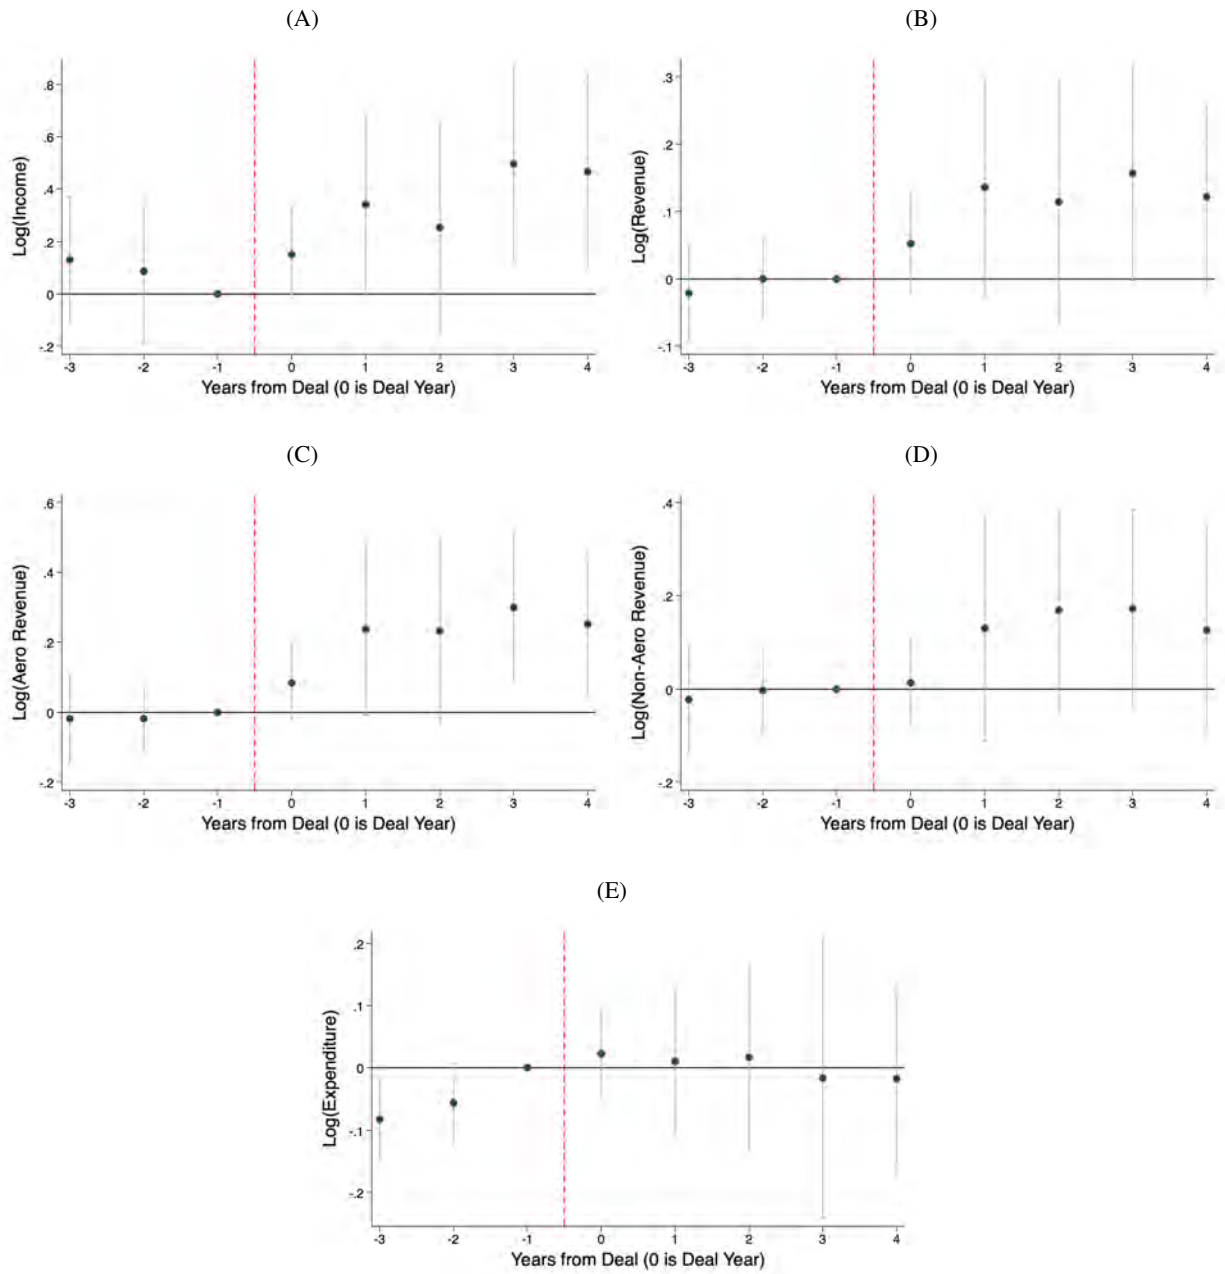 (A)
Log(Income)
.8
.6
.4
.2
0
-.2
-3 -2 -1 0 1 2 3 4
Years from Deal (0 is Deal Year)
(B)
Log(Revenue)
.3
.2
.1
0
-.1
-3 -2 -1 0 1 2 3 4
Years from Deal (0 is Deal Year)
(C)
Log(Aero Revenue)
.6
.4
.2
0
-.2
-3 -2 -1 0 1 2 3 4
Years from Deal (0 is Deal Year)
(D)
Log(Non-Aero Revenue)
.4
.2
0
-.2
-3 -2 -1 0 1 2 3 4
Years from Deal (0 is Deal Year)
(E)
Log(Expenditure)
.2
.1
0
-.1
-.2
-3 -2 -1 0 1 2 3 4
Years from Deal (0 is Deal Year)